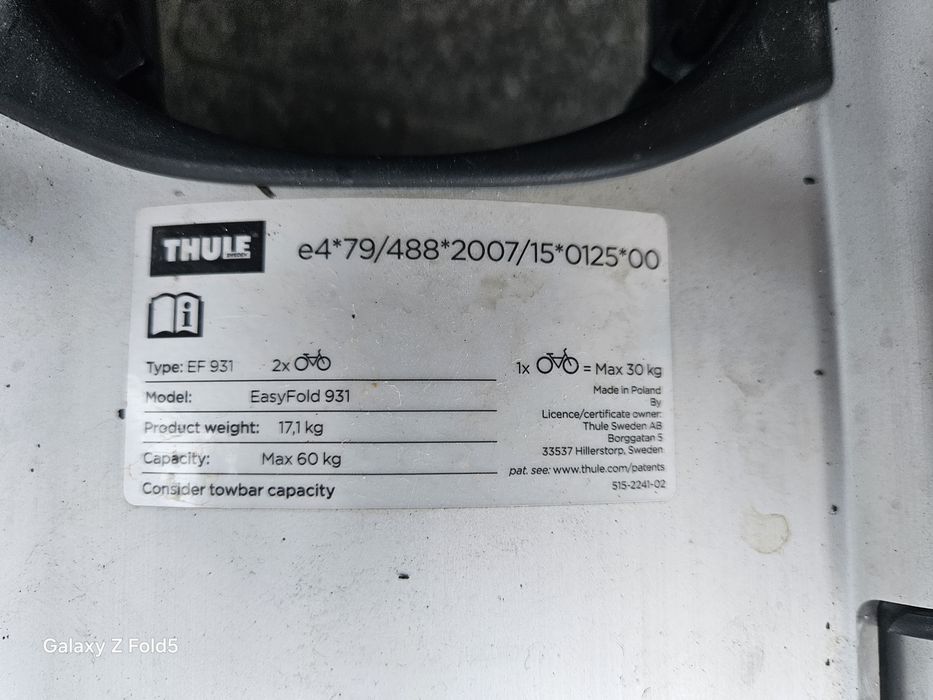 THULE
SWEDEN
e4*79/488*2007/15*0125*00
i
Type: EF 931 2x
1x = Max 30 kg
Model: EasyFold 931
Product weight: 17,1 kg
Capacity: Max 60 kg
Consider towbar capacity
Made in Poland
By
Licence/certificate owner:
Thule Sweden AB
Borggatan 5
33537 Hillerstorp, Sweden
pat. see: www.thule.com/patents
515-2241-02
Galaxy Z Fold5